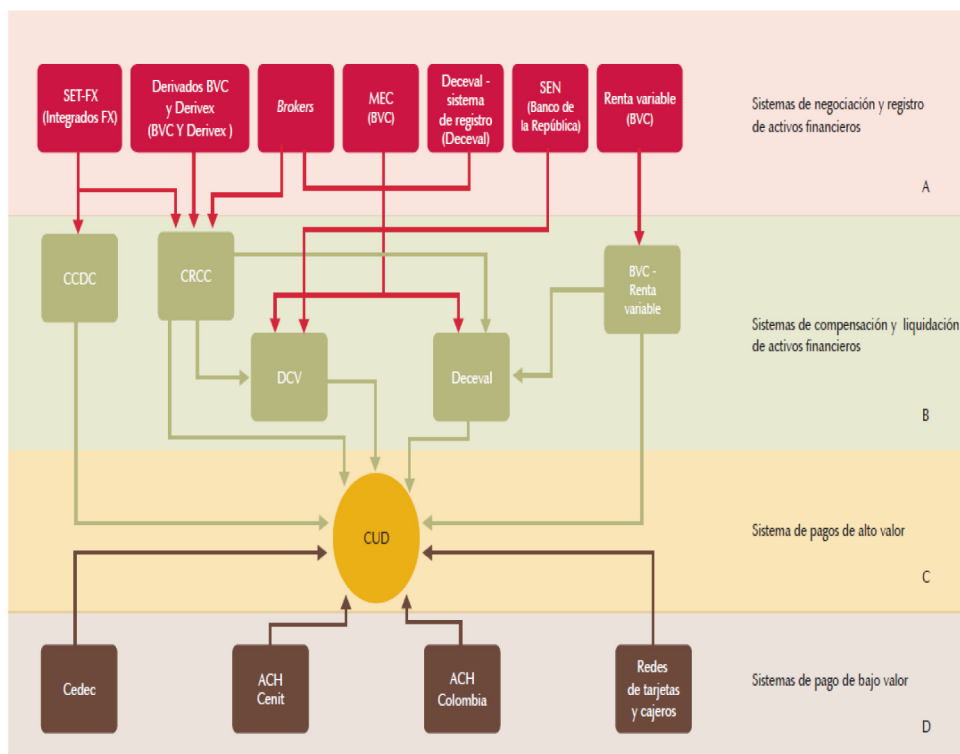 SET-FX
(Integrados FX)
Derivados BVC
y Derivex
(BVC Y Derivex )
Brokers
MEC
(BVC)
Deceval -
sistema
de registro
(Deceval)
SEN
(Banco de
la República)
Renta variable
(BVC)
Sistemas de negociación y registro
de activos financieros
A
CCDC
CRCC
BVC -
Renta
variable
DCV
Deceval
Sistemas de compensación y liquidación
de activos financieros
B
CUD
Sistema de pagos de alto valor
C
Cedec
ACH
Cenit
ACH
Colombia
Redes
de tarjetas
y cajeros
Sistemas de pago de bajo valor
D